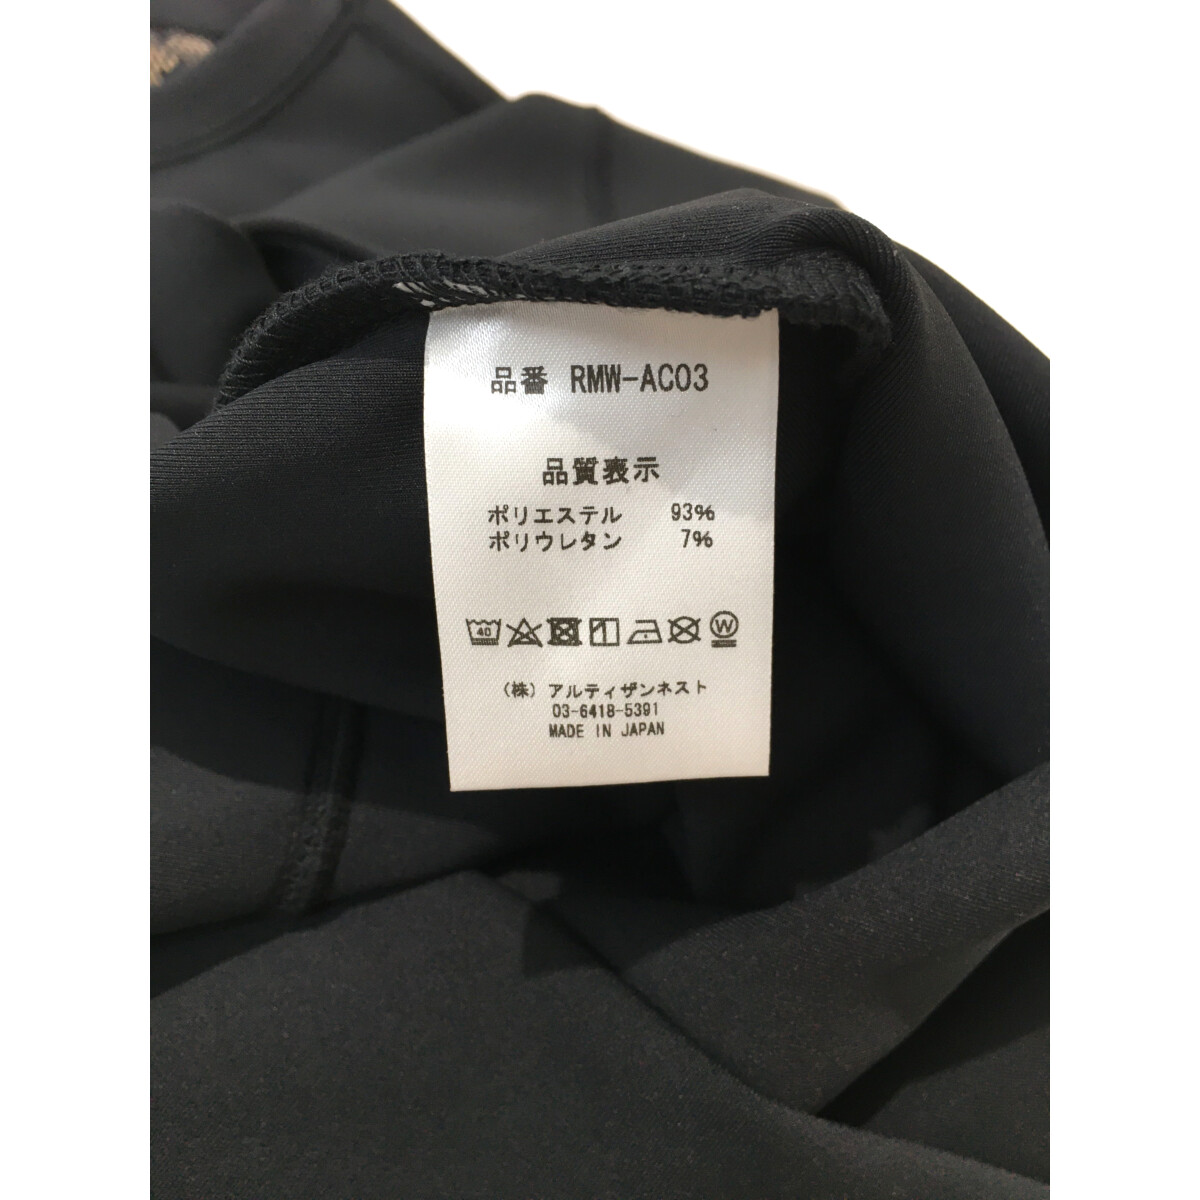 品番 RMW-AC03
品質表示
ポリエステル 93%
ポリウレタン 7%
40 W
(株)アルティザンネスト
03-6418-5391
MADE IN JAPAN